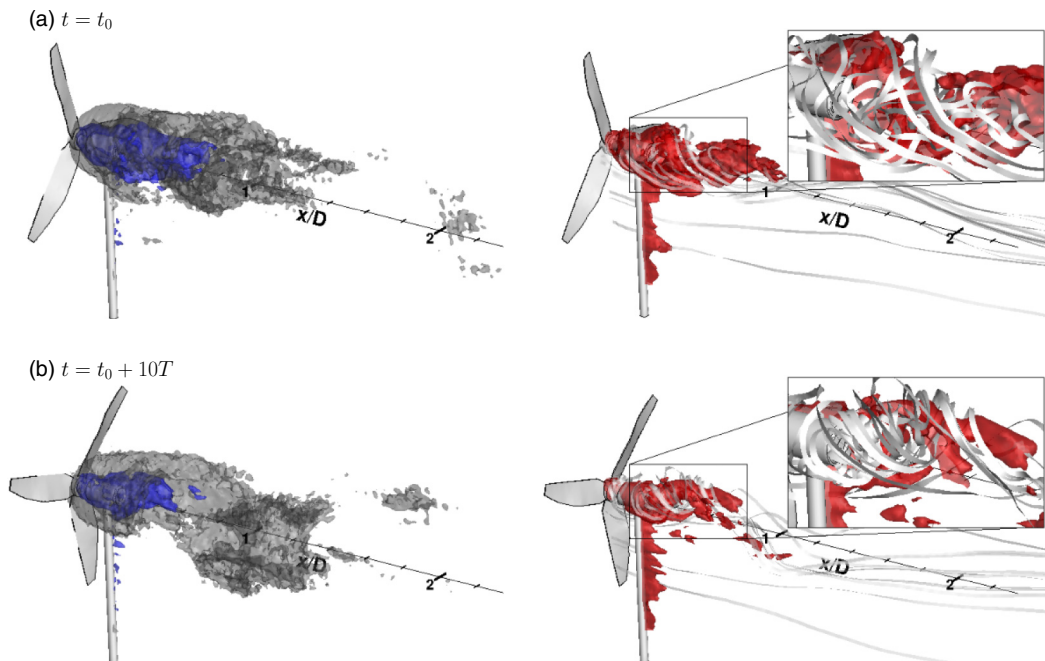 (a) t = t₀
1
x/D
2
1
x/D
2
(b) t = t₀ + 10T
1
x/D
2
1
x/D
2